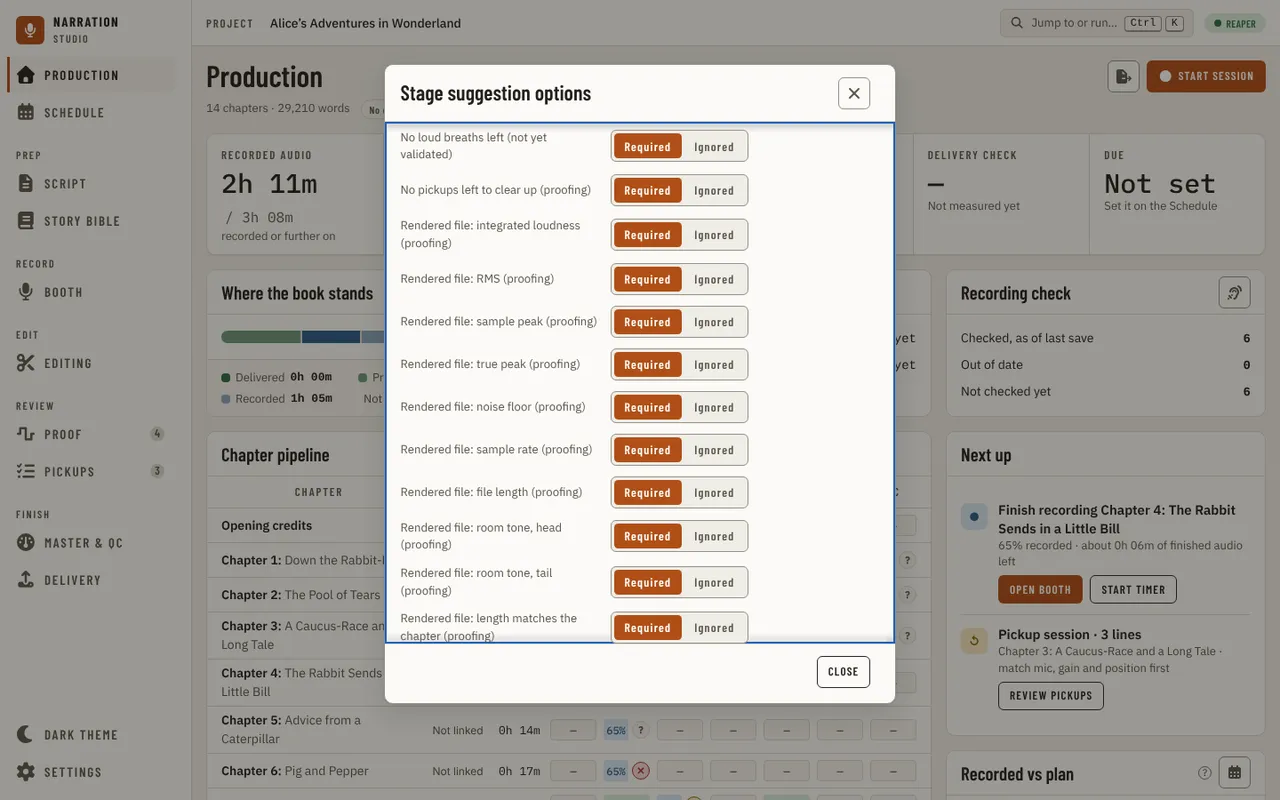 NARRATION
STUDIO
PRODUCTION
SCHEDULE
PREP
SCRIPT
STORY BIBLE
RECORD
BOOTH
EDIT
EDITING
REVIEW
PROOF 4
PICKUPS 3
FINISH
MASTER & QC
DELIVERY
DARK THEME
SETTINGS
PROJECT Alice's Adventures in Wonderland
Jump to or run... Ctrl K
REAPER
Production
14 chapters · 29,210 words
No
START SESSION
RECORDED AUDIO
2h 11m
/ 3h 08m
recorded or further on
DELIVERY CHECK
—
Not measured yet
DUE
Not set
Set it on the Schedule
Where the book stands
Delivered 0h 00m
Recorded 1h 05m Not
yet
yet
Recording check
Checked, as of last save 6
Out of date 0
Not checked yet 6
Chapter pipeline
CHAPTER
Opening credits
Chapter 1: Down the Rabbit-
Chapter 2: The Pool of Tears
Chapter 3: A Caucus-Race an
Long Tale
Chapter 4: The Rabbit Sends
Little Bill
Chapter 5: Advice from a
Caterpillar
Not linked 0h 14m – 65% ? – – – – –
Chapter 6: Pig and Pepper Not linked 0h 17m – 65% – – – – –
?
?
?
Next up
Finish recording Chapter 4: The Rabbit
Sends in a Little Bill
65% recorded · about 0h 06m of finished audio
left
OPEN BOOTH START TIMER
Pickup session · 3 lines
Chapter 3: A Caucus-Race and a Long Tale ·
match mic, gain and position first
REVIEW PICKUPS
Recorded vs plan ?
Stage suggestion options
No loud breaths left (not yet
validated)
Required Ignored
No pickups left to clear up (proofing) Required Ignored
Rendered file: integrated loudness
(proofing)
Required Ignored
Rendered file: RMS (proofing) Required Ignored
Rendered file: sample peak (proofing) Required Ignored
Rendered file: true peak (proofing) Required Ignored
Rendered file: noise floor (proofing) Required Ignored
Rendered file: sample rate (proofing) Required Ignored
Rendered file: file length (proofing) Required Ignored
Rendered file: room tone, head
(proofing)
Required Ignored
Rendered file: room tone, tail
(proofing)
Required Ignored
Rendered file: length matches the
chapter (proofing)
Required Ignored
CLOSE